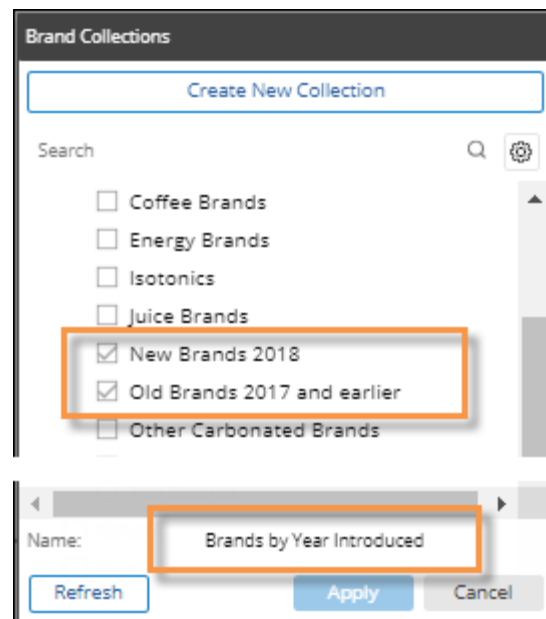 Brand Collections
Create New Collection
Search
Coffee Brands
Energy Brands
Isotonics
Juice Brands
New Brands 2018
Old Brands 2017 and earlier
Other Carbonated Brands
Name: Brands by Year Introduced
Refresh Apply Cancel